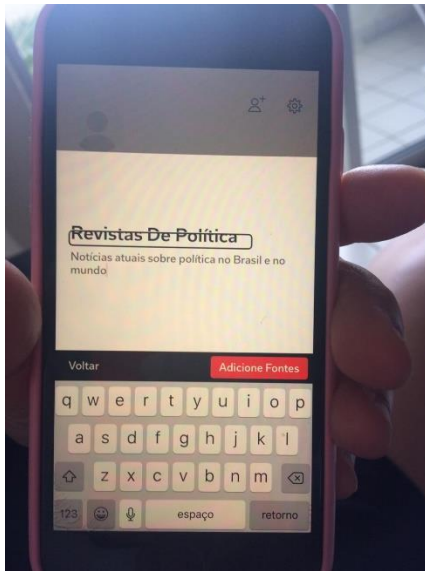 Revistas De Política
Notícias atuais sobre política no Brasil e no
mundo
Voltar
Adicione Fontes
q w e r t y u i o p
a s d f g h j k l
z x c v b n m
123
espaço
retorno